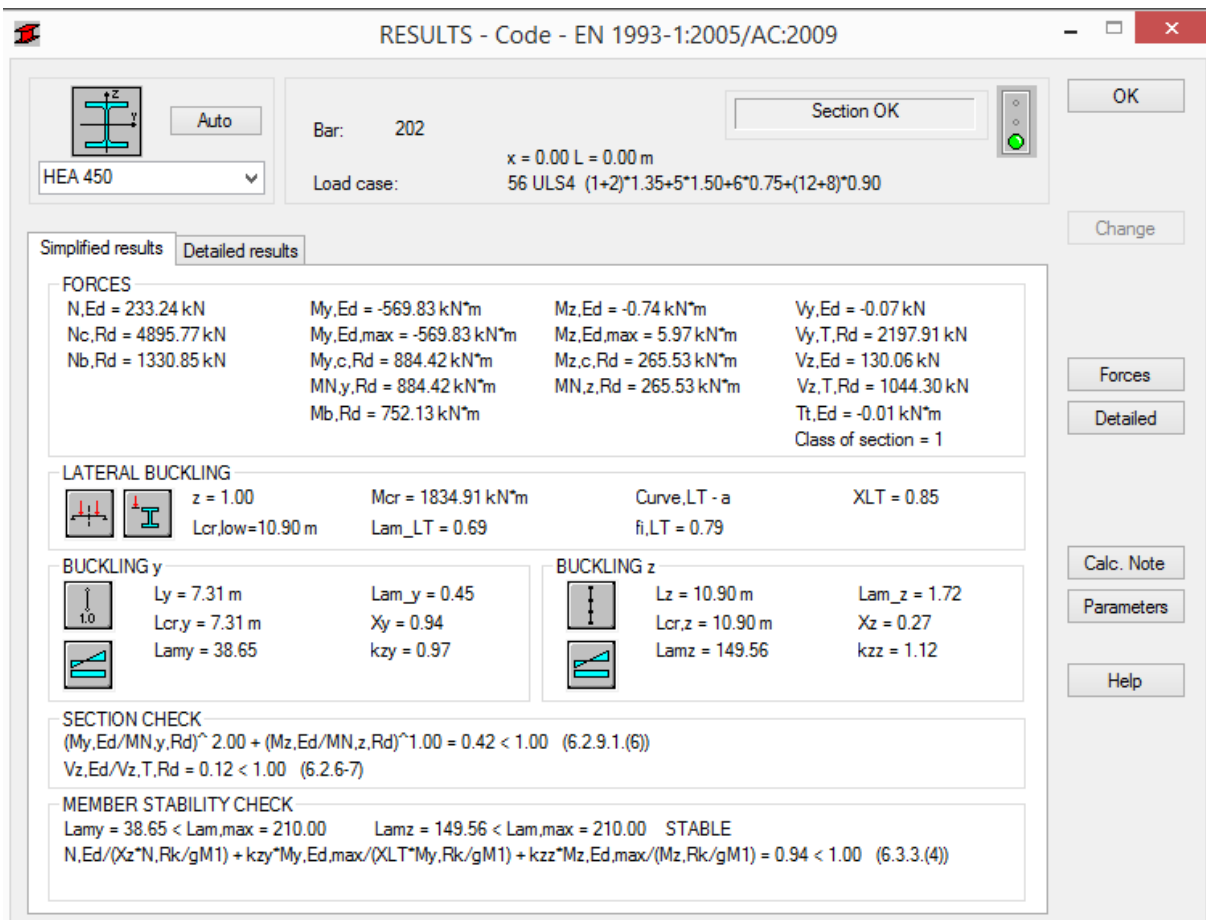 RESULTS - Code - EN 1993-1:2005/AC:2009
z
y
Auto
HEA 450
Bar: 202
Section OK
x = 0.00 L = 0.00 m
Load case: 56 ULS4 (1+2)*1.35+5*1.50+6*0.75+(12+8)*0.90
OK
Change
Simplified results Detailed results
FORCES
N,Ed = 233.24 kN My,Ed = -569.83 kN*m Mz,Ed = -0.74 kN*m Vy,Ed = -0.07 kN
Nc,Rd = 4895.77 kN My,Ed,max = -569.83 kN*m Mz,Ed,max = 5.97 kN*m Vy,T,Rd = 2197.91 kN
Nb,Rd = 1330.85 kN My,c,Rd = 884.42 kN*m Mz,c,Rd = 265.53 kN*m Vz,Ed = 130.06 kN
MN,y,Rd = 884.42 kN*m MN,z,Rd = 265.53 kN*m Vz,T,Rd = 1044.30 kN
Mb,Rd = 752.13 kN*m Tt,Ed = -0.01 kN*m
Class of section = 1
Forces
Detailed
LATERAL BUCKLING
z = 1.00 Mcr = 1834.91 kN*m Curve,LT - a XLT = 0.85
Lcr,low=10.90 m Lam_LT = 0.69 fi,LT = 0.79
BUCKLING y
1.0
Ly = 7.31 m Lam_y = 0.45
Lcr,y = 7.31 m Xy = 0.94
Lamy = 38.65 kzy = 0.97
BUCKLING z
Lz = 10.90 m Lam_z = 1.72
Lcr,z = 10.90 m Xz = 0.27
Lamz = 149.56 kzz = 1.12
Calc. Note
Parameters
Help
SECTION CHECK
(My,Ed/MN,y,Rd)^ 2.00 + (Mz,Ed/MN,z,Rd)^1.00 = 0.42 < 1.00 (6.2.9.1.(6))
Vz,Ed/Vz,T,Rd = 0.12 < 1.00 (6.2.6-7)
MEMBER STABILITY CHECK
Lamy = 38.65 < Lam,max = 210.00 Lamz = 149.56 < Lam,max = 210.00 STABLE
N,Ed/(Xz*N,Rk/gM1) + kzy*My,Ed,max/(XLT*My,Rk/gM1) + kzz*Mz,Ed,max/(Mz,Rk/gM1) = 0.94 < 1.00 (6.3.3.(4))